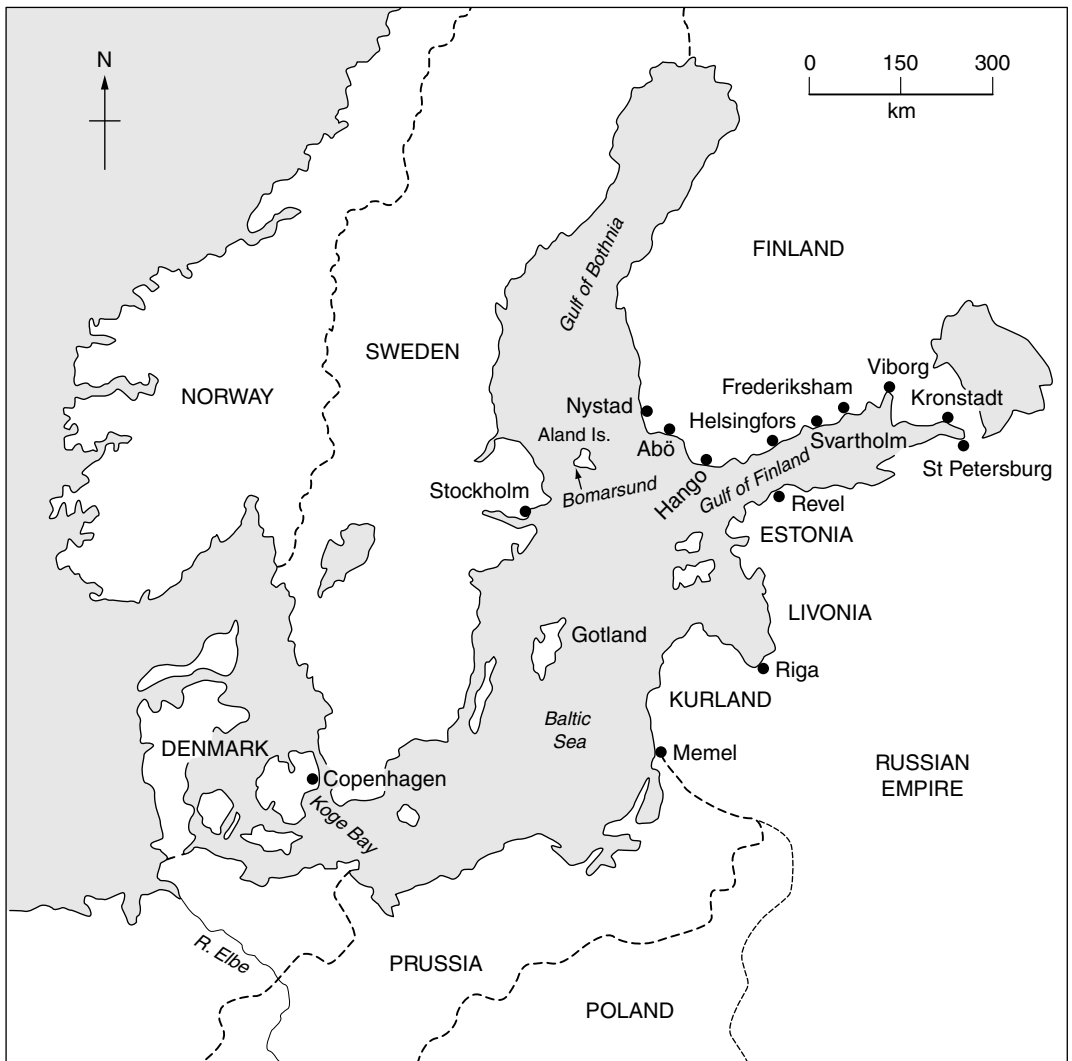 N
0 150 300
km
FINLAND
Gulf of Bothnia
SWEDEN
NORWAY
Viborg
Frederiksham
Kronstadt
Nystad
Helsingfors
Aland Is.
Abö
Svartholm
St Petersburg
Hango
Gulf of Finland
Bomarsund
Stockholm
Revel
ESTONIA
LIVONIA
Gotland
Riga
KURLAND
Baltic
Sea
DENMARK
Memel
RUSSIAN
EMPIRE
Copenhagen
Koge Bay
R. Elbe
PRUSSIA
POLAND